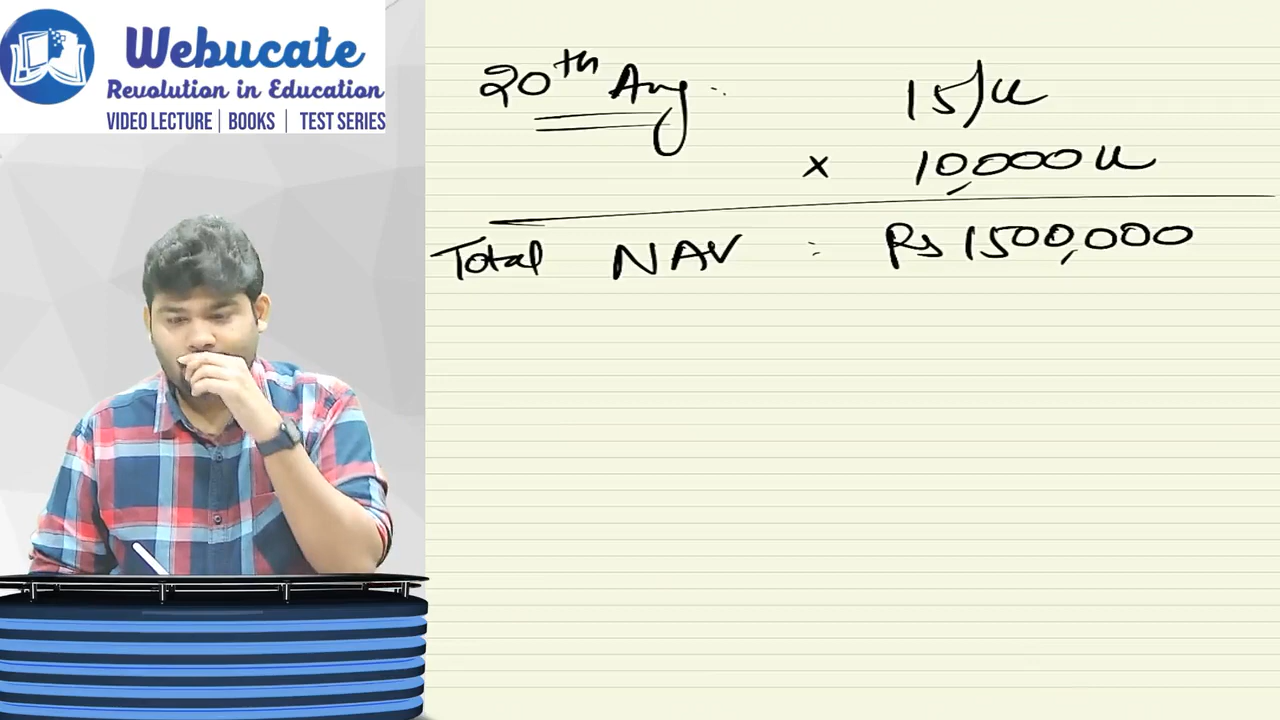 Webucate
Revolution in Education
VIDEO LECTURE | BOOKS | TEST SERIES
20th Aug
15/u
x 10,000 u
Total NAV : Rs 1500,000